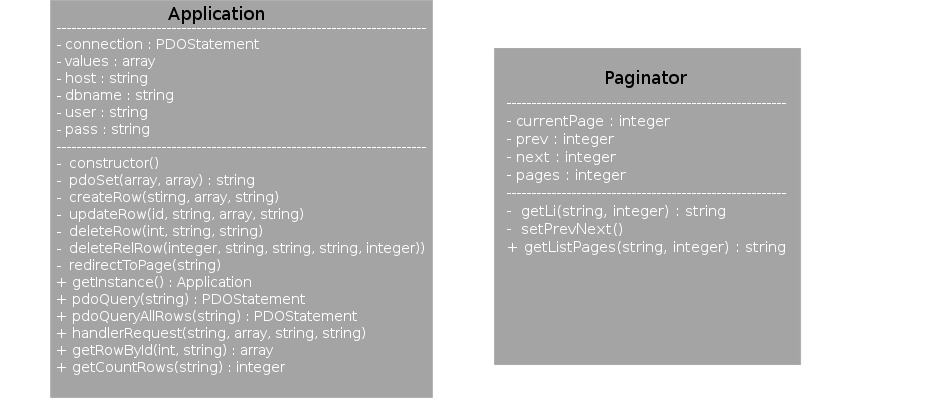 Application
- connection : PDOStatement
- values : array
- host : string
- dbname : string
- user : string
- pass : string
- constructor()
- pdoSet(array, array) : string
- createRow(stirng, array, string)
- updateRow(id, string, array, string)
- deleteRow(int, string, string)
- deleteRelRow(integer, string, string, string, integer))
- redirectToPage(string)
+ getInstance() : Application
+ pdoQuery(string) : PDOStatement
+ pdoQueryAllRows(string) : PDOStatement
+ handlerRequest(string, array, string, string)
+ getRowById(int, string) : array
+ getCountRows(string) : integer
Paginator
- currentPage : integer
- prev : integer
- next : integer
- pages : integer
- getLi(string, integer) : string
- setPrevNext()
+ getListPages(string, integer) : string